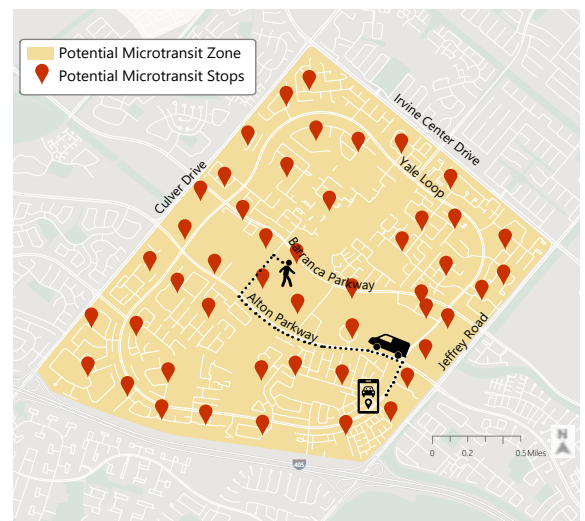 Potential Microtransit Zone
Potential Microtransit Stops
Irvine Center Drive
Yale Loop
Culver Drive
Barranca Parkway
Alton Parkway
Jeffrey Road
N
0 0.2 0.5 Miles
405